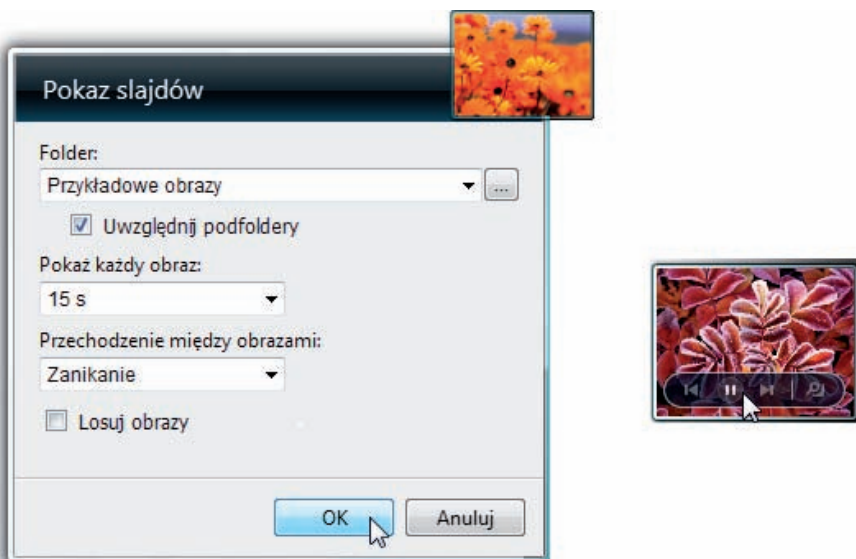 Pokaz slajdów
Folder:
Przykładowe obrazy
...
Uwzględnij podfoldery
Pokaż każdy obraz:
15 s
Przechodzenie między obrazami:
Zanikanie
Losuj obrazy
OK
Anuluj